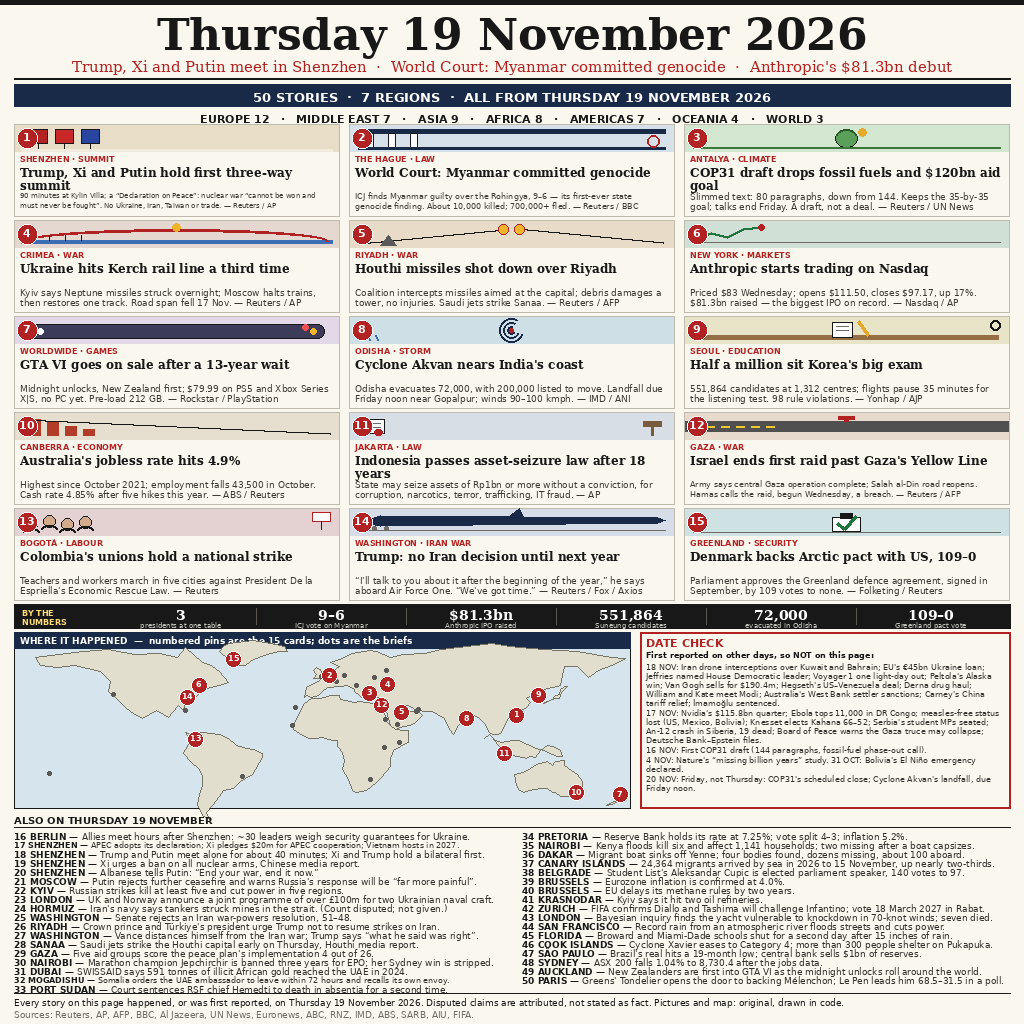 Thursday 19 November 2026
Trump, Xi and Putin meet in Shenzhen · World Court: Myanmar committed genocide · Anthropic's $81.3bn debut
50 STORIES · 7 REGIONS · ALL FROM THURSDAY 19 NOVEMBER 2026
EUROPE 12 · MIDDLE EAST 7 · ASIA 9 · AFRICA 8 · AMERICAS 7 · OCEANIA 4 · WORLD 3
1
SHENZHEN · SUMMIT
Trump, Xi and Putin hold first three-way
summit
90 minutes at Kylin Villa; a "Declaration on Peace": nuclear war "cannot be won and
must never be fought". No Ukraine, Iran, Taiwan or trade. — Reuters / AP
2
THE HAGUE · LAW
World Court: Myanmar committed genocide
ICJ finds Myanmar guilty over the Rohingya, 9–6 — its first-ever state
genocide finding. About 10,000 killed; 700,000+ fled. — Reuters / BBC
3
ANTALYA · CLIMATE
COP31 draft drops fossil fuels and $120bn aid
goal
Slimmed text: 80 paragraphs, down from 144. Keeps the 35-by-35
goal; talks end Friday. A draft, not a deal. — Reuters / UN News
4
CRIMEA · WAR
Ukraine hits Kerch rail line a third time
Kyiv says Neptune missiles struck overnight; Moscow halts trains,
then restores one track. Road span fell 17 Nov. — Reuters / AP
5
RIYADH · WAR
Houthi missiles shot down over Riyadh
Coalition intercepts missiles aimed at the capital; debris damages a
tower, no injuries. Saudi jets strike Sanaa. — Reuters / AFP
6
NEW YORK · MARKETS
Anthropic starts trading on Nasdaq
Priced $83 Wednesday; opens $111.50, closes $97.17, up 17%.
$81.3bn raised — the biggest IPO on record. — Nasdaq / AP
7
WORLDWIDE · GAMES
GTA VI goes on sale after a 13-year wait
Midnight unlocks, New Zealand first; $79.99 on PS5 and Xbox Series
X|S, no PC yet. Pre-load 212 GB. — Rockstar / PlayStation
8
ODISHA · STORM
Cyclone Akvan nears India's coast
Odisha evacuates 72,000, with 200,000 listed to move. Landfall due
Friday noon near Gopalpur; winds 90–100 kmph. — IMD / ANI
9
SEOUL · EDUCATION
Half a million sit Korea's big exam
551,864 candidates at 1,312 centres; flights pause 35 minutes for
the listening test. 98 rule violations. — Yonhap / AJP
10
CANBERRA · ECONOMY
Australia's jobless rate hits 4.9%
Highest since October 2021; employment falls 43,500 in October.
Cash rate 4.85% after five hikes this year. — ABS / Reuters
11
JAKARTA · LAW
Indonesia passes asset-seizure law after 18
years
State may seize assets of Rp1bn or more without a conviction, for
corruption, narcotics, terror, trafficking, IT fraud. — AP
12
GAZA · WAR
Israel ends first raid past Gaza's Yellow Line
Army says central Gaza operation complete; Salah al-Din road reopens.
Hamas calls the raid, begun Wednesday, a breach. — Reuters / AFP
13
BOGOTÁ · LABOUR
Colombia's unions hold a national strike
Teachers and workers march in five cities against President De la
Espriella's Economic Rescue Law. — Reuters
14
WASHINGTON · IRAN WAR
Trump: no Iran decision until next year
"I'll talk to you about it after the beginning of the year," he says
aboard Air Force One. "We've got time." — Reuters / Fox / Axios
15
GREENLAND · SECURITY
Denmark backs Arctic pact with US, 109–0
Parliament approves the Greenland defence agreement, signed in
September, by 109 votes to none. — Folketing / Reuters
BY THE
NUMBERS
3
presidents at one table
9–6
ICJ vote on Myanmar
$81.3bn
Anthropic IPO raised
551,864
Suneung candidates
72,000
evacuated in Odisha
109–0
Greenland pact vote
WHERE IT HAPPENED — numbered pins are the 15 cards; dots are the briefs
15
2
6
14
3
4
12
5
9
8
1
13
11
10
7
DATE CHECK
First reported on other days, so NOT on this page:
18 NOV: Iran drone interceptions over Kuwait and Bahrain; EU's €45bn Ukraine loan;
Jeffries named House Democratic leader; Voyager 1 one light-day out; Peltola's Alaska
win; Van Gogh sells for $190.4m; Hegseth's US–Venezuela deal; Derna drug haul;
William and Kate meet Modi; Australia's West Bank settler sanctions; Carney's China
tariff relief; İmamoğlu sentenced.
17 NOV: Nvidia's $115.8bn quarter; Ebola tops 11,000 in DR Congo; measles-free status
lost (US, Mexico, Bolivia); Knesset elects Kahana 66–52; Serbia's student MPs seated;
An-12 crash in Siberia, 19 dead; Board of Peace warns the Gaza truce may collapse;
Deutsche Bank–Epstein files.
16 NOV: First COP31 draft (144 paragraphs, fossil-fuel phase-out call).
4 NOV: Nature's "missing billion years" study. 31 OCT: Bolivia's El Niño emergency
declared.
20 NOV: Friday, not Thursday: COP31's scheduled close; Cyclone Akvan's landfall, due
Friday noon.
ALSO ON THURSDAY 19 NOVEMBER
16 BERLIN — Allies meet hours after Shenzhen: ~30 leaders weigh security guarantees for Ukraine.
17 SHENZHEN — APEC adopts its declaration; Xi pledges $20m for APEC cooperation; Vietnam hosts in 2027.
18 SHENZHEN — Trump and Putin meet alone for about 40 minutes; Xi and Trump hold a bilateral first.
19 SHENZHEN — Xi urges a ban on all nuclear arms, Chinese media report.
20 SHENZHEN — Albanese tells Putin: "End your war, end it now."
21 MOSCOW — Putin rejects further ceasefire and warns Russia's response will be "far more painful".
22 KYIV — Russian strikes kill at least five and cut power in five regions.
23 LONDON — UK and Norway announce a joint programme of over £100m for two Ukrainian naval craft.
24 HORMUZ — Iran's navy says tankers struck mines in the strait. (Count disputed; not given.)
25 WASHINGTON — Senate rejects an Iran war-powers resolution, 51–48.
26 RIYADH — Crown prince and Türkiye's president urge Trump not to resume strikes on Iran.
27 WASHINGTON — Vance distances himself from the Iran war; Trump says "what he said was right".
28 SANAA — Saudi jets strike the Houthi capital early on Thursday, Houthi media report.
29 GAZA — Five aid groups score the peace plan's implementation 4 out of 26.
30 NAIROBI — Marathon champion Jepchirchir is banned three years for EPO; her Sydney win is stripped.
31 DUBAI — SWISSAID says 591 tonnes of illicit African gold reached the UAE in 2024.
32 MOGADISHU — Somalia orders the UAE ambassador to leave within 72 hours and recalls its own envoy.
33 PORT SUDAN — Court sentences RSF chief Hemedti to death in absentia for a second time.
34 PRETORIA — Reserve Bank holds its rate at 7.25%; vote split 4–3; inflation 5.2%.
35 NAIROBI — Kenya floods kill six and affect 1,141 households; two missing after a boat capsizes.
36 DAKAR — Migrant boat sinks off Yenne; four bodies found, dozens missing, about 100 aboard.
37 CANARY ISLANDS — 24,364 migrants arrived by sea in 2026 to 15 November, up nearly two-thirds.
38 BELGRADE — Student List's Aleksandar Cupic is elected parliament speaker, 140 votes to 97.
39 BRUSSELS — Eurozone inflation is confirmed at 4.0%.
40 BRUSSELS — EU delays its methane rules by two years.
41 KRASNODAR — Kyiv says it hit two oil refineries.
42 ZURICH — FIFA confirms Diallo and Tashima will challenge Infantino; vote 18 March 2027 in Rabat.
43 LONDON — Bayesian inquiry finds the yacht vulnerable to knockdown in 70-knot winds; seven died.
44 SAN FRANCISCO — Record rain from an atmospheric river floods streets and cuts power.
45 FLORIDA — Broward and Miami-Dade schools shut for a second day after 15 inches of rain.
46 COOK ISLANDS — Cyclone Xavier eases to Category 4; more than 300 people shelter on Pukapuka.
47 SÃO PAULO — Brazil's real hits a 19-month low; central bank sells $1bn of reserves.
48 SYDNEY — ASX 200 falls 1.04% to 8,730.4 after the jobs data.
49 AUCKLAND — New Zealanders are first into GTA VI as the midnight unlocks roll around the world.
50 PARIS — Greens' Tondelier opens the door to backing Mélenchon; Le Pen leads him 68.5–31.5 in a poll.
Every story on this page happened, or was first reported, on Thursday 19 November 2026. Disputed claims are attributed, not stated as fact. Pictures and map: original, drawn in code.
Sources: Reuters, AP, AFP, BBC, Al Jazeera, UN News, Euronews, ABC, RNZ, IMD, ABS, SARB, AIU, FIFA.